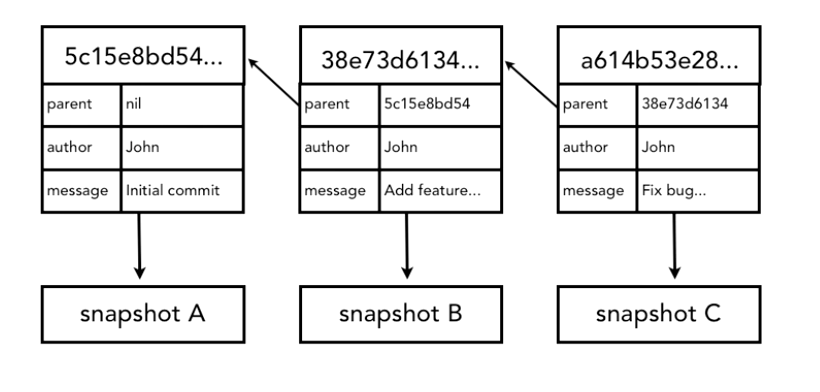 5c15e8bd54...
parent nil
author John
message Initial commit
snapshot A
38e73d6134...
parent 5c15e8bd54
author John
message Add feature...
snapshot B
a614b53e28...
parent 38e73d6134
author John
message Fix bug...
snapshot C